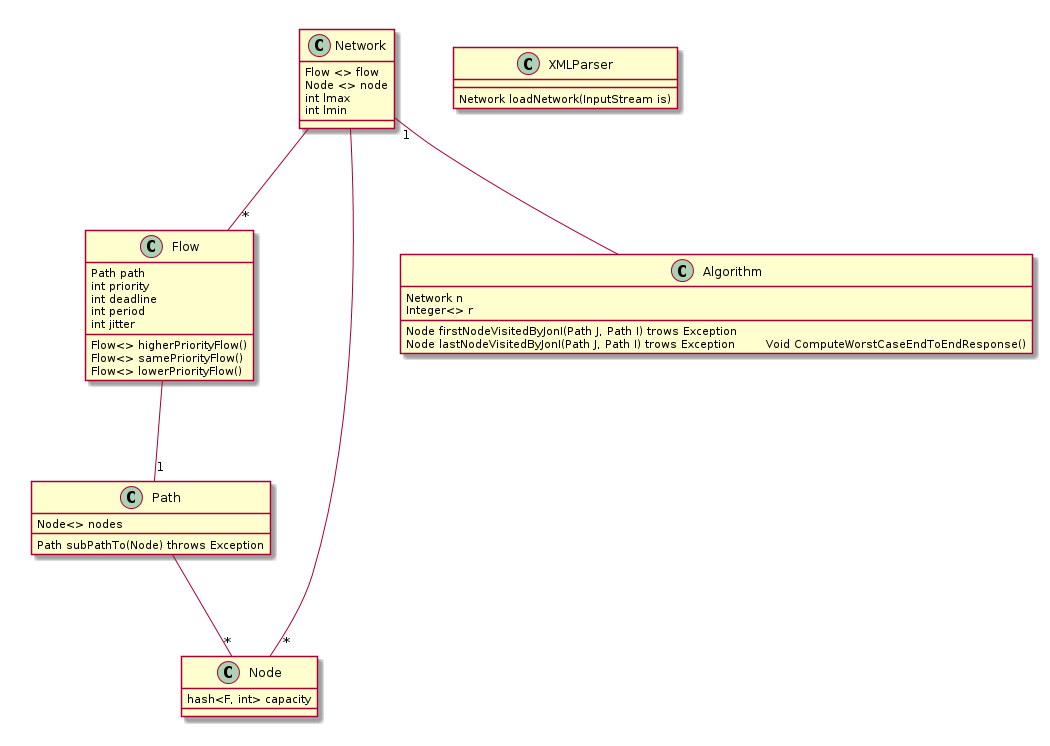 C Network
Flow <> flow
Node <> node
int lmax
int lmin
C XMLParser
Network loadNetwork(InputStream is)
1
*
C Flow
Path path
int priority
int deadline
int period
int jitter
Flow<> higherPriorityFlow()
Flow<> samePriorityFlow()
Flow<> lowerPriorityFlow()
C Algorithm
Network n
Integer<> r
Node firstNodeVisitedByJonI(Path J, Path I) trows Exception
Node lastNodeVisitedByJonI(Path J, Path I) trows Exception Void ComputeWorstCaseEndToEndResponse()
1
C Path
Node<> nodes
Path subPathTo(Node) throws Exception
* *
C Node
hash<F, int> capacity